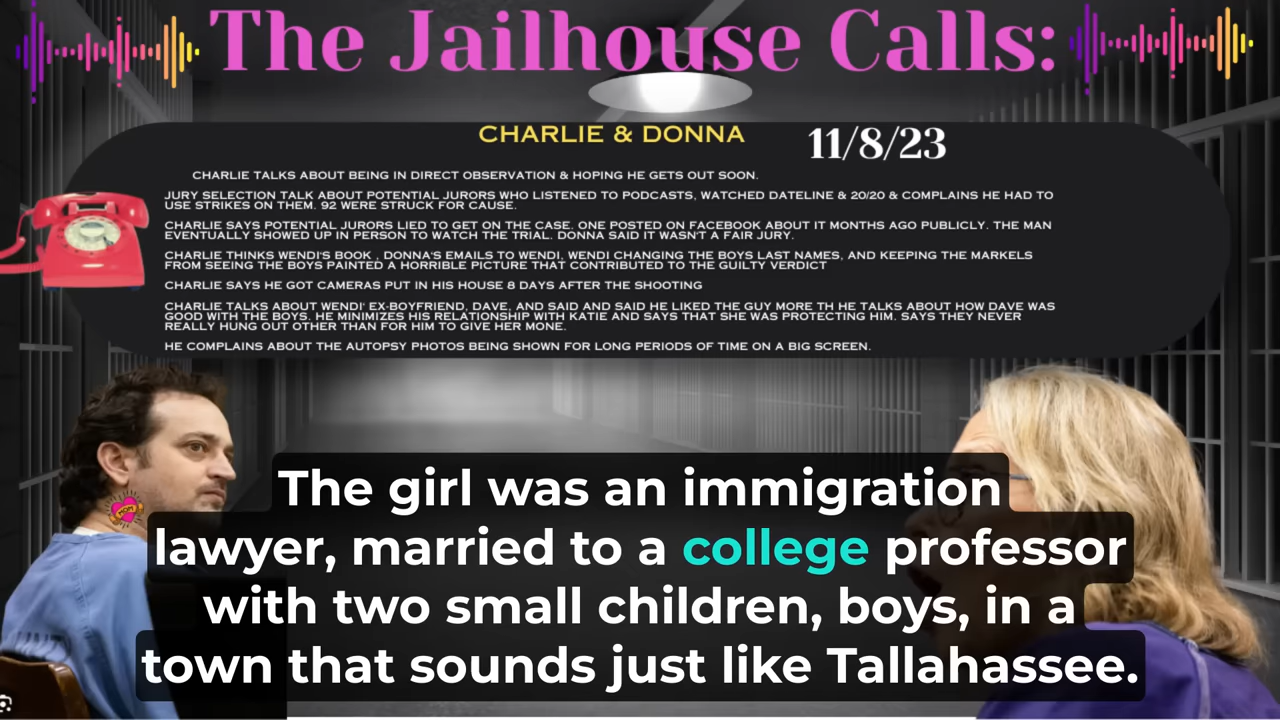 The Jailhouse Calls:
CHARLIE & DONNA
11/8/23
CHARLIE TALKS ABOUT BEING IN DIRECT OBSERVATION & HOPING HE GETS OUT SOON.
JURY SELECTION TALK ABOUT POTENTIAL JURORS WHO LISTENED TO PODCASTS, WATCHED DATELINE & 20/20 & COMPLAINS HE HAD TO
USE STRIKES ON THEM. 92 WERE STRUCK FOR CAUSE.
CHARLIE SAYS POTENTIAL JURORS LIED TO GET ON THE CASE. ONE POSTED ON FACEBOOK ABOUT IT MONTHS AGO PUBLICLY. THE MAN
EVENTUALLY SHOWED UP IN PERSON TO WATCH THE TRIAL. DONNA SAID IT WASN'T A FAIR JURY.
CHARLIE THINKS WENDI'S BOOK , DONNA'S EMAILS TO WENDI, WENDI CHANGING THE BOYS LAST NAMES, AND KEEPING THE MARKELS
FROM SEEING THE BOYS PAINTED A HORRIBLE PICTURE THAT CONTRIBUTED TO THE GUILTY VERDICT
CHARLIE SAYS HE GOT CAMERAS PUT IN HIS HOUSE 8 DAYS AFTER THE SHOOTING
CHARLIE TALKS ABOUT WENDI' EX-BOYFRIEND, DAVE, AND SAID AND SAID HE LIKED THE GUY MORE TH HE TALKS ABOUT HOW DAVE WAS
GOOD WITH THE BOYS. HE MINIMIZES HIS RELATIONSHIP WITH KATIE AND SAYS THAT SHE WAS PROTECTING HIM. SAYS THEY NEVER
REALLY HUNG OUT OTHER THAN FOR HIM TO GIVE HER MONE.
HE COMPLAINS ABOUT THE AUTOPSY PHOTOS BEING SHOWN FOR LONG PERIODS OF TIME ON A BIG SCREEN.
MOM
The girl was an immigration
lawyer, married to a college professor
with two small children, boys, in a
town that sounds just like Tallahassee.